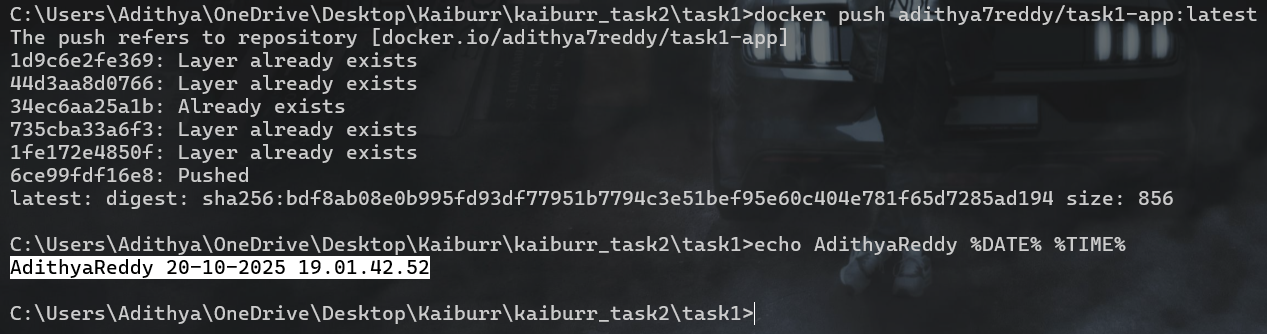 C:\Users\Adithya\OneDrive\Desktop\Kaiburr\kaiburr_task2\task1>docker push adithya7reddy/task1-app:latest
The push refers to repository [docker.io/adithya7reddy/task1-app]
1d9c6e2fe369: Layer already exists
44d3aa8d0766: Layer already exists
34ec6aa25a1b: Already exists
735cba33a6f3: Layer already exists
1fe172e4850f: Layer already exists
6ce99fdf16e8: Pushed
latest: digest: sha256:bdf8ab08e0b995fd93df77951b7794c3e51bef95e60c404e781f65d7285ad194 size: 856
C:\Users\Adithya\OneDrive\Desktop\Kaiburr\kaiburr_task2\task1>echo AdithyaReddy %DATE% %TIME%
AdithyaReddy 20-10-2025 19.01.42.52
C:\Users\Adithya\OneDrive\Desktop\Kaiburr\kaiburr_task2\task1>